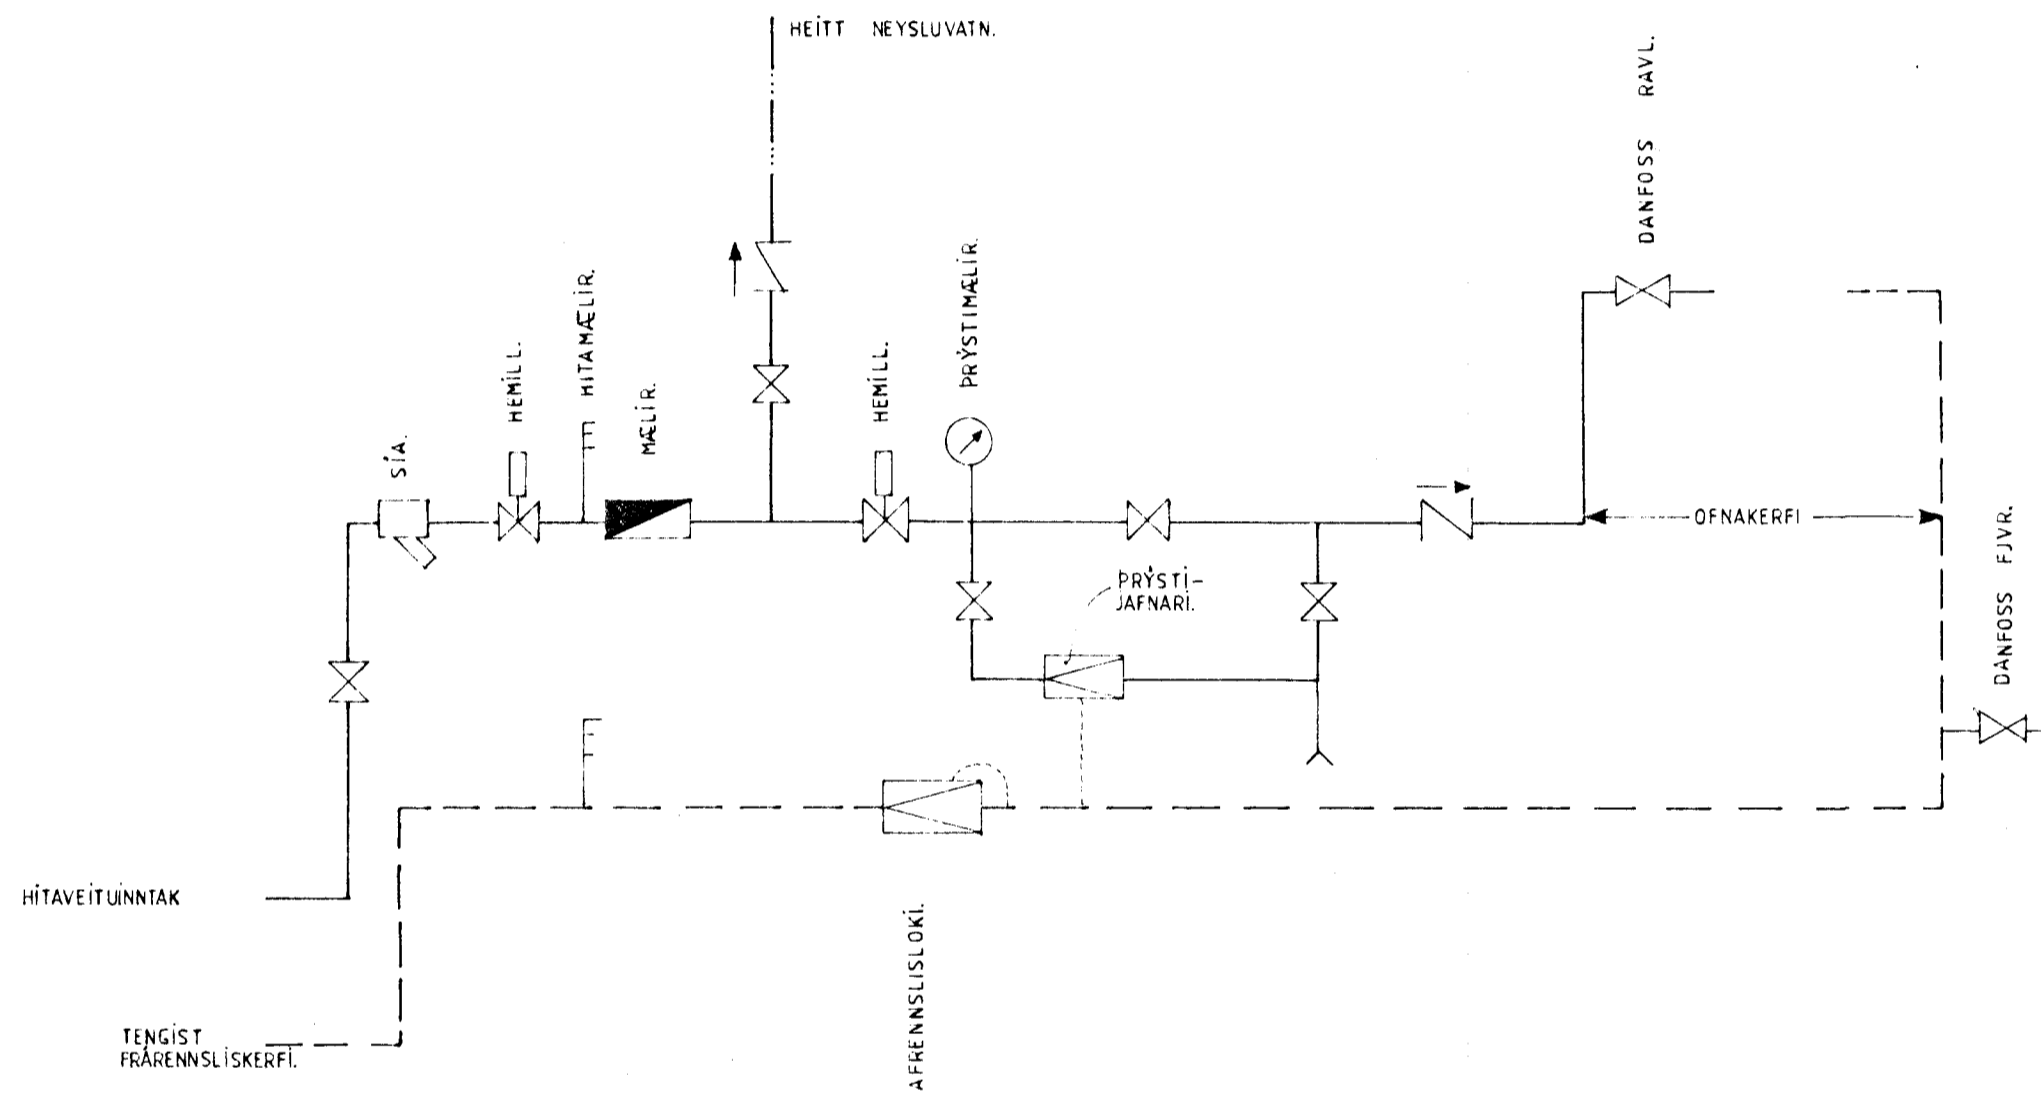 HEITT NEYSLUVATN.
DANFOSS RAVL.
SÍA.
HEMILL.
HITAMÆLIR.
MÆLIR.
HEMILL.
ÞRÝSTIMÆLIR.
ÞRÝSTI-
JAFNARI.
OFNAKERFI
DANFOSS FJVR.
HITAVEITUINNTAK
AFRENNSLISLOKI.
TENGIST
FRÁRENNSLISKERFI.